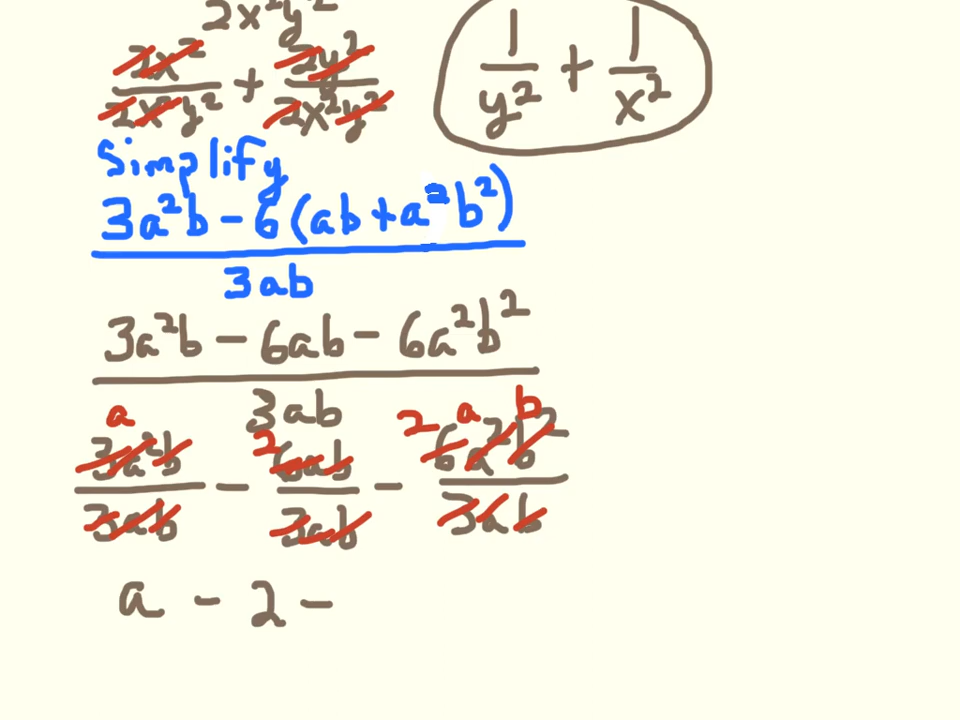 2x²y²
2x²/2x²y² + 2y²/2x²y²
1/y² + 1/x²
Simplify
3a²b - 6(ab + a²b²)
3ab
3a²b - 6ab - 6a²b²
3ab
a 2 2 a b
3a²b/3ab - 6ab/3ab - 6a²b²/3ab
a - 2 -